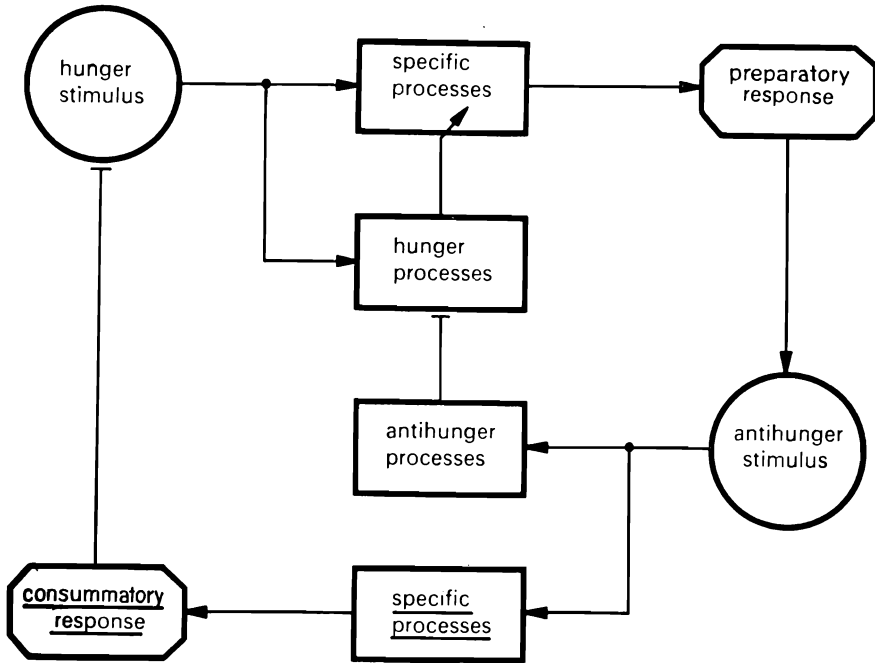 hunger
stimulus
specific
processes
preparatory
response
hunger
processes
antihunger
processes
antihunger
stimulus
consummatory
response
specific
processes